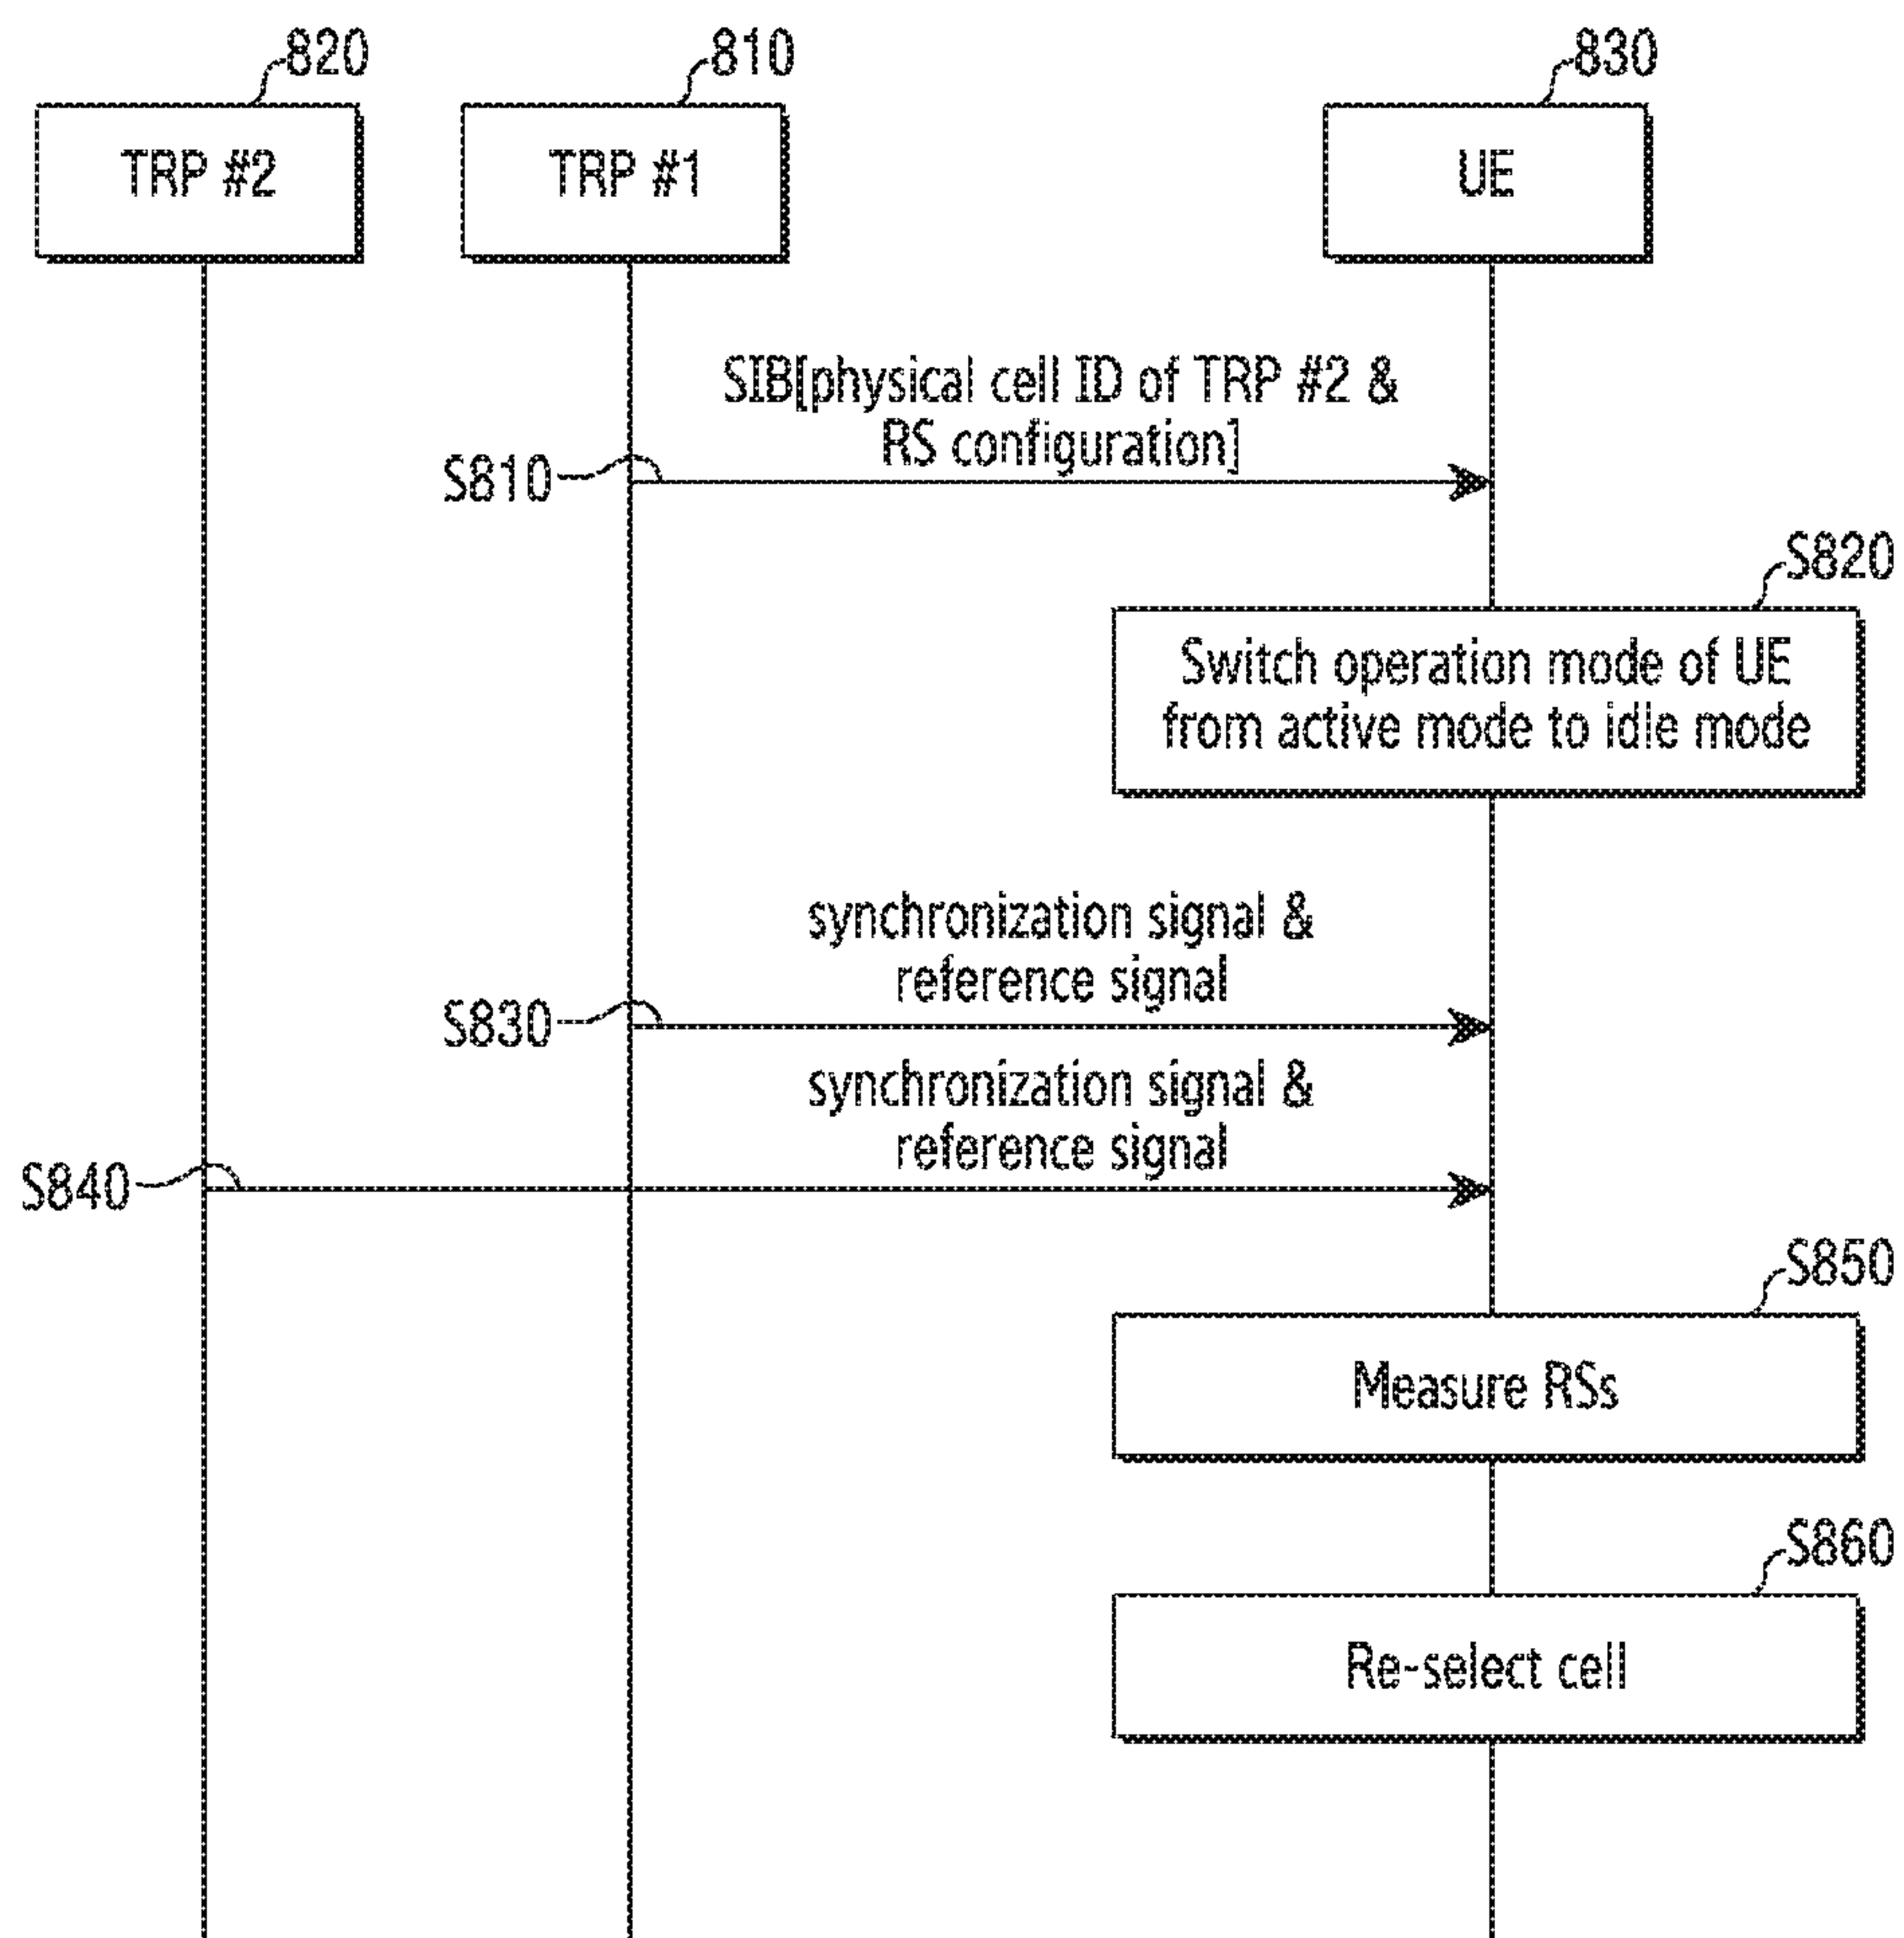 820
810
830
TRP #2
TRP #1
UE
SIB[physical cell ID of TRP #2 &
RS configuration]
S810
S820
Switch operation mode of UE
from active mode to idle mode
synchronization signal &
reference signal
S830
synchronization signal &
reference signal
S840
S850
Measure RSs
S860
Re-select cell